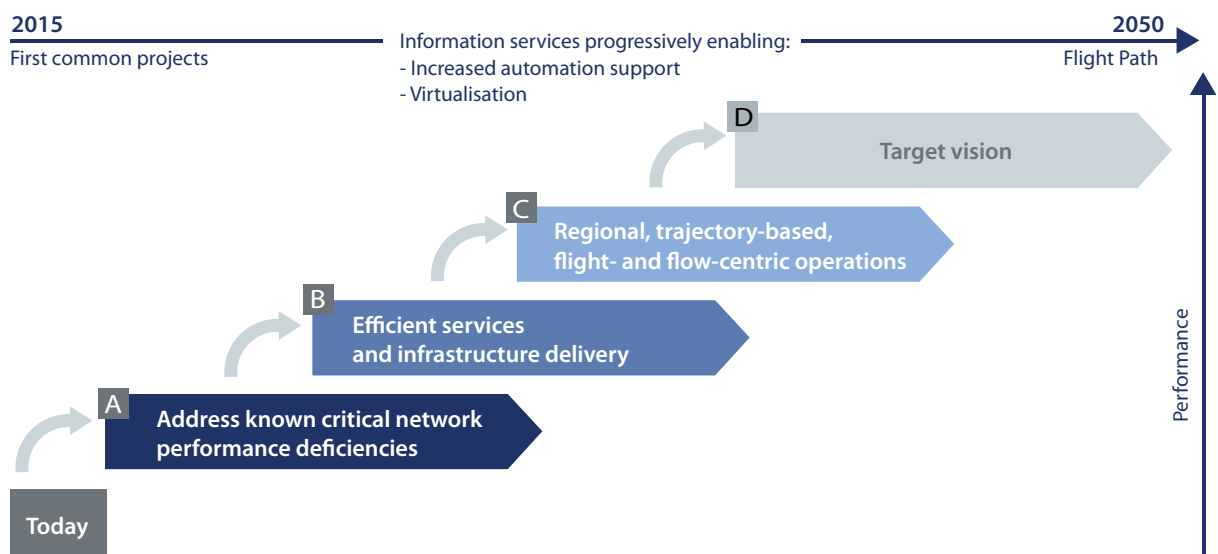 2015
First common projects
Information services progressively enabling:
- Increased automation support
- Virtualisation
2050
Flight Path
D
Target vision
C
Regional, trajectory-based,
flight- and flow-centric operations
B
Efficient services
and infrastructure delivery
A
Address known critical network
performance deficiencies
Today
Performance